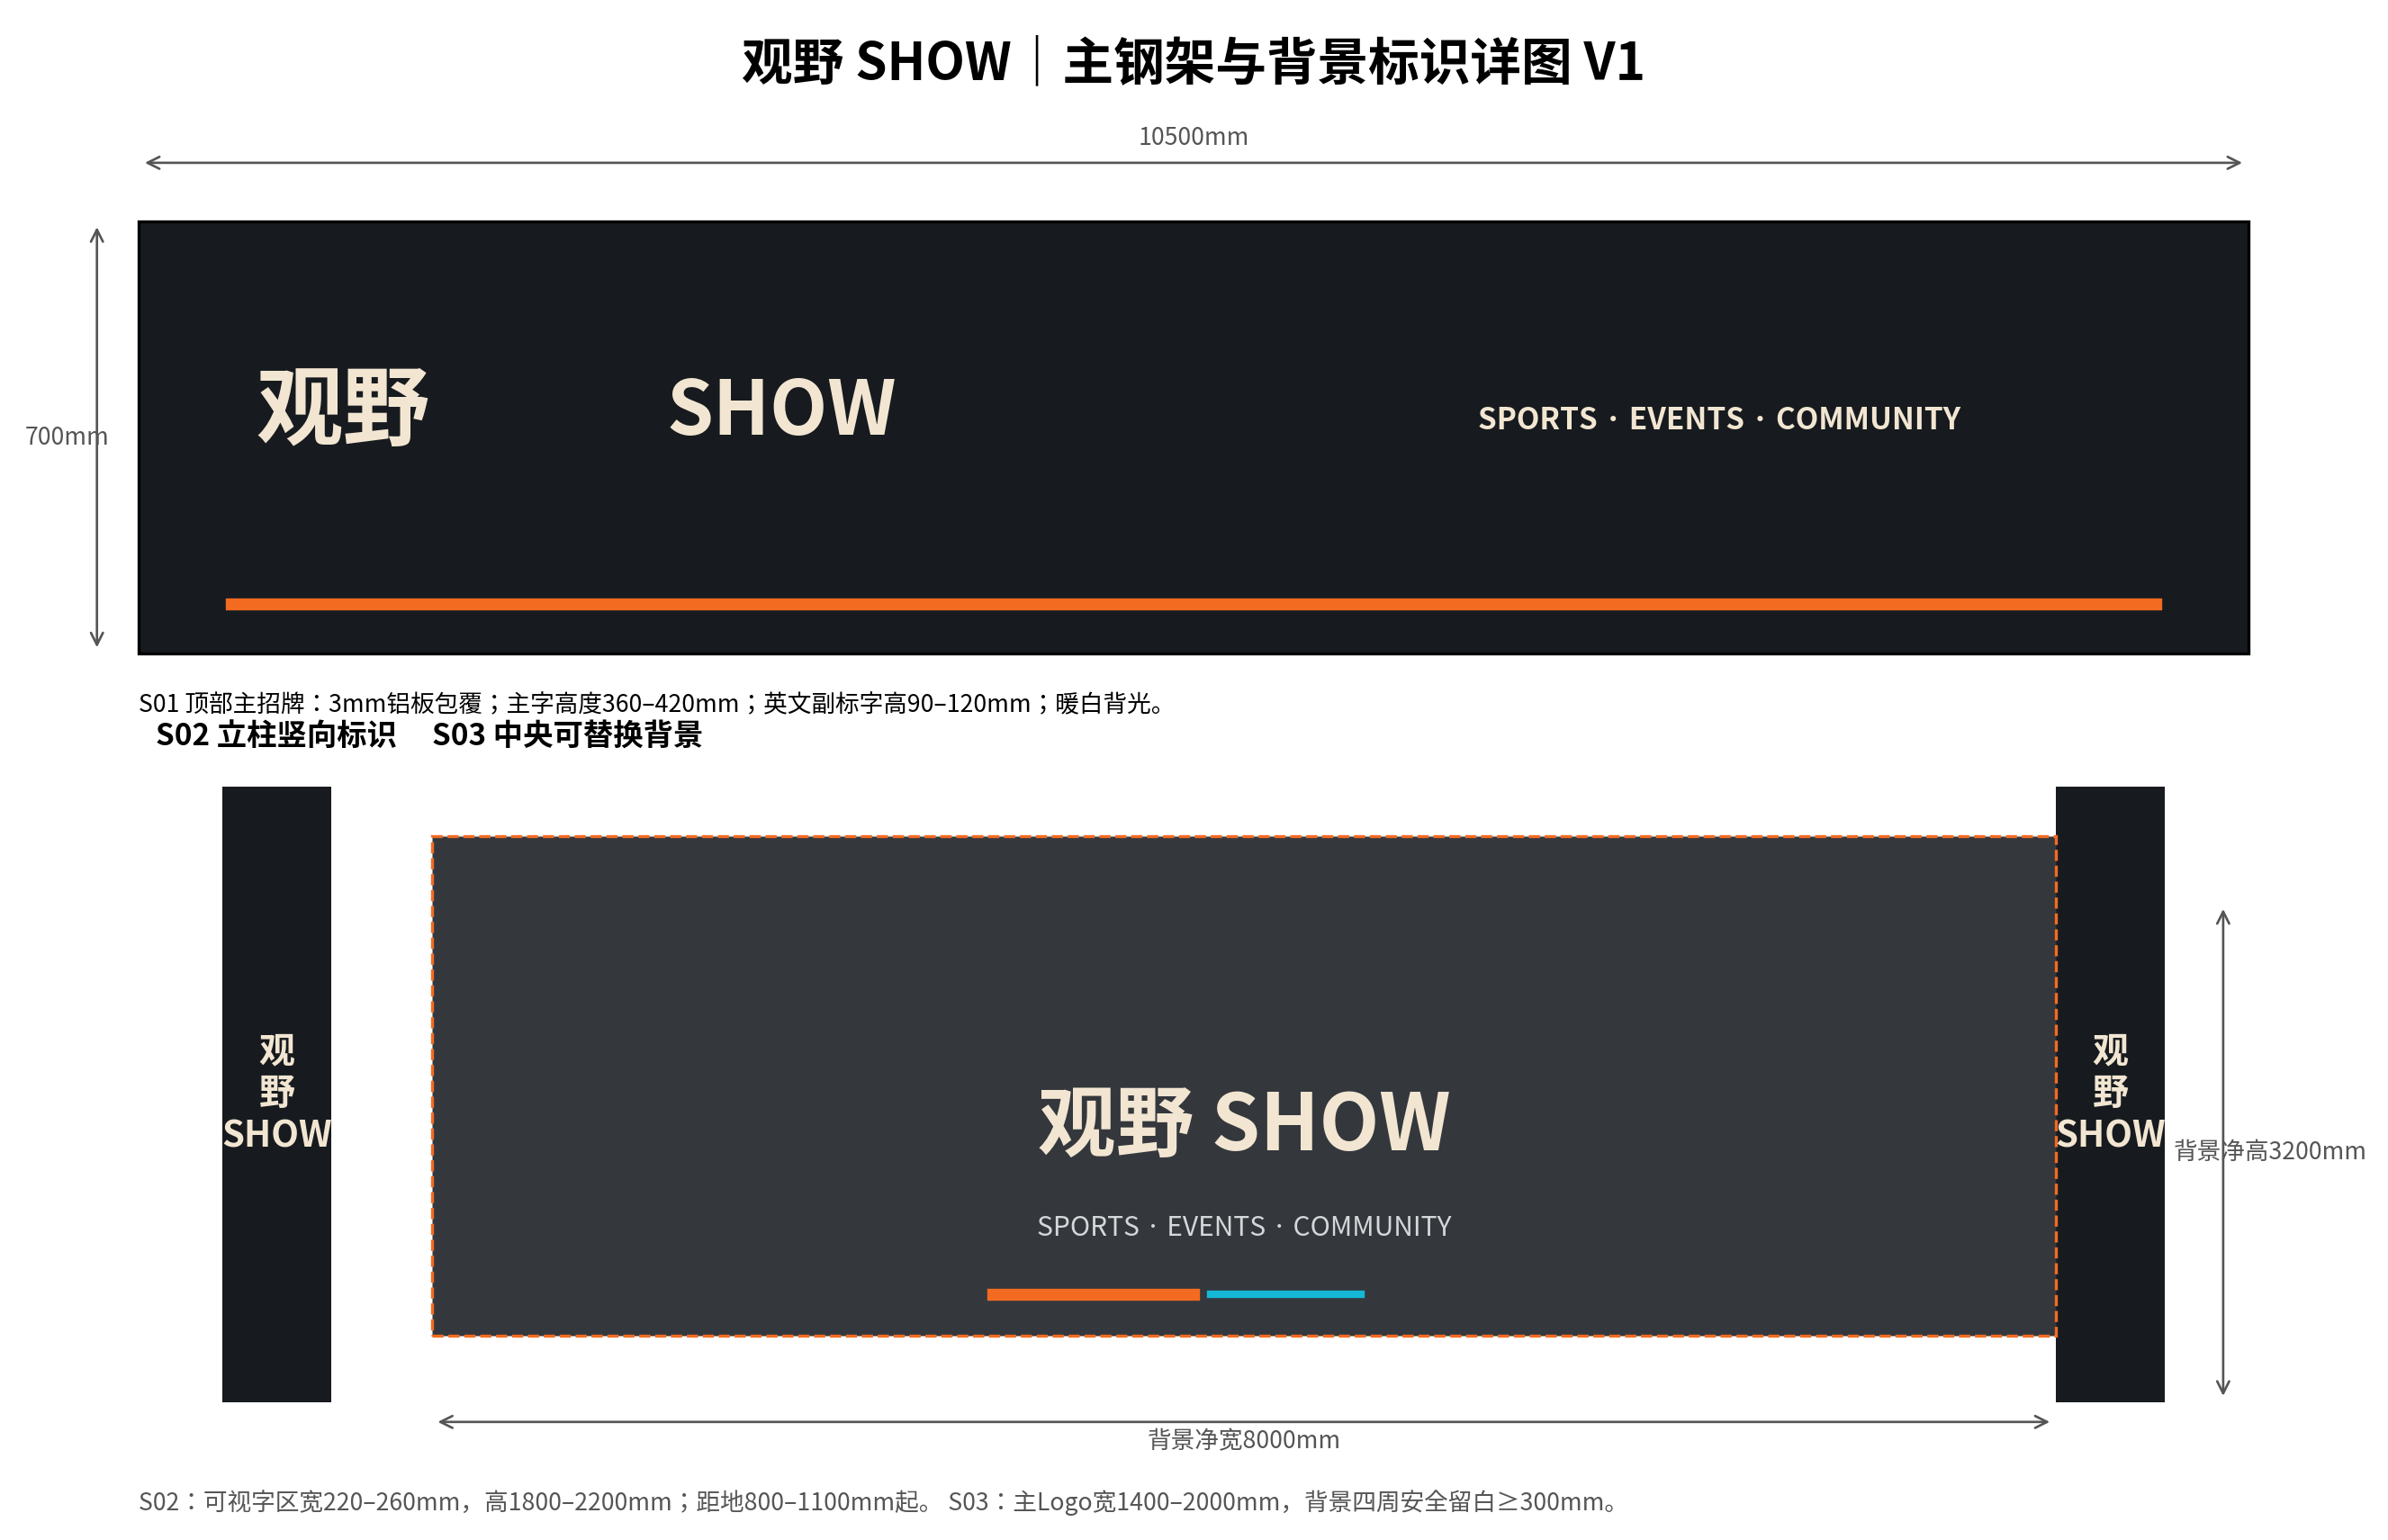 观野 SHOW｜主钢架与背景标识详图 V1
10500mm
700mm
观野 SHOW SPORTS · EVENTS · COMMUNITY
S01 顶部主招牌：3mm铝板包覆；主字高度360–420mm；英文副标字高90–120mm；暖白背光。
S02 立柱竖向标识 S03 中央可替换背景
观
野
SHOW
观野 SHOW
SPORTS · EVENTS · COMMUNITY
观
野
SHOW
背景净高3200mm
背景净宽8000mm
S02：可视字区宽220–260mm，高1800–2200mm；距地800–1100mm起。 S03：主Logo宽1400–2000mm，背景四周安全留白≥300mm。